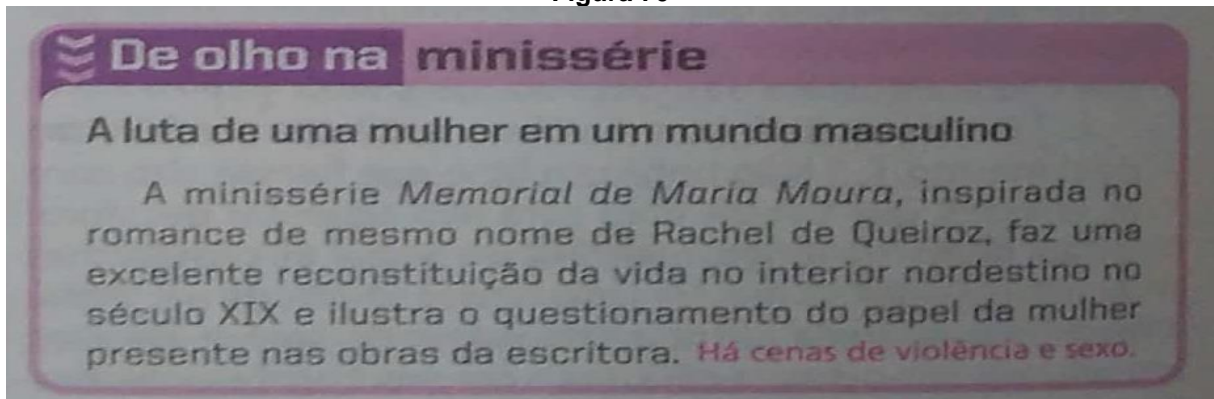 De olho na minissérie
A luta de uma mulher em um mundo masculino
A minissérie Memorial de Maria Moura, inspirada no
romance de mesmo nome de Rachel de Queiroz, faz uma
excelente reconstituição da vida no interior nordestino no
século XIX e ilustra o questionamento do papel da mulher
presente nas obras da escritora. Há cenas de violência e sexo.